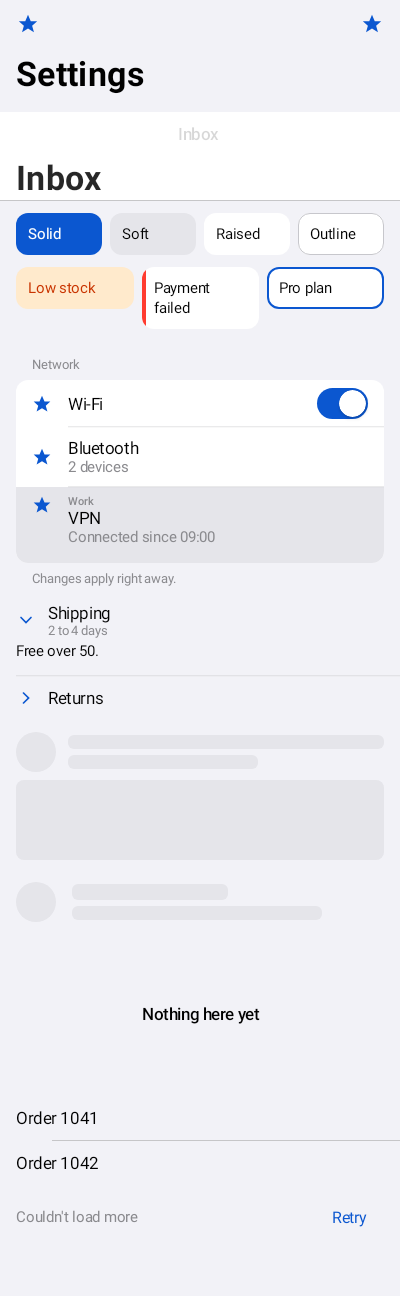 Settings
Inbox
Inbox
Solid
Soft
Raised
Outline
Low stock
Payment
failed
Pro plan
Network
Wi-Fi
Bluetooth
2 devices
Work
VPN
Connected since 09:00
Changes apply right away.
Shipping
2 to 4 days
Free over 50.
Returns
Nothing here yet
Order 1041
Order 1042
Couldn't load more
Retry